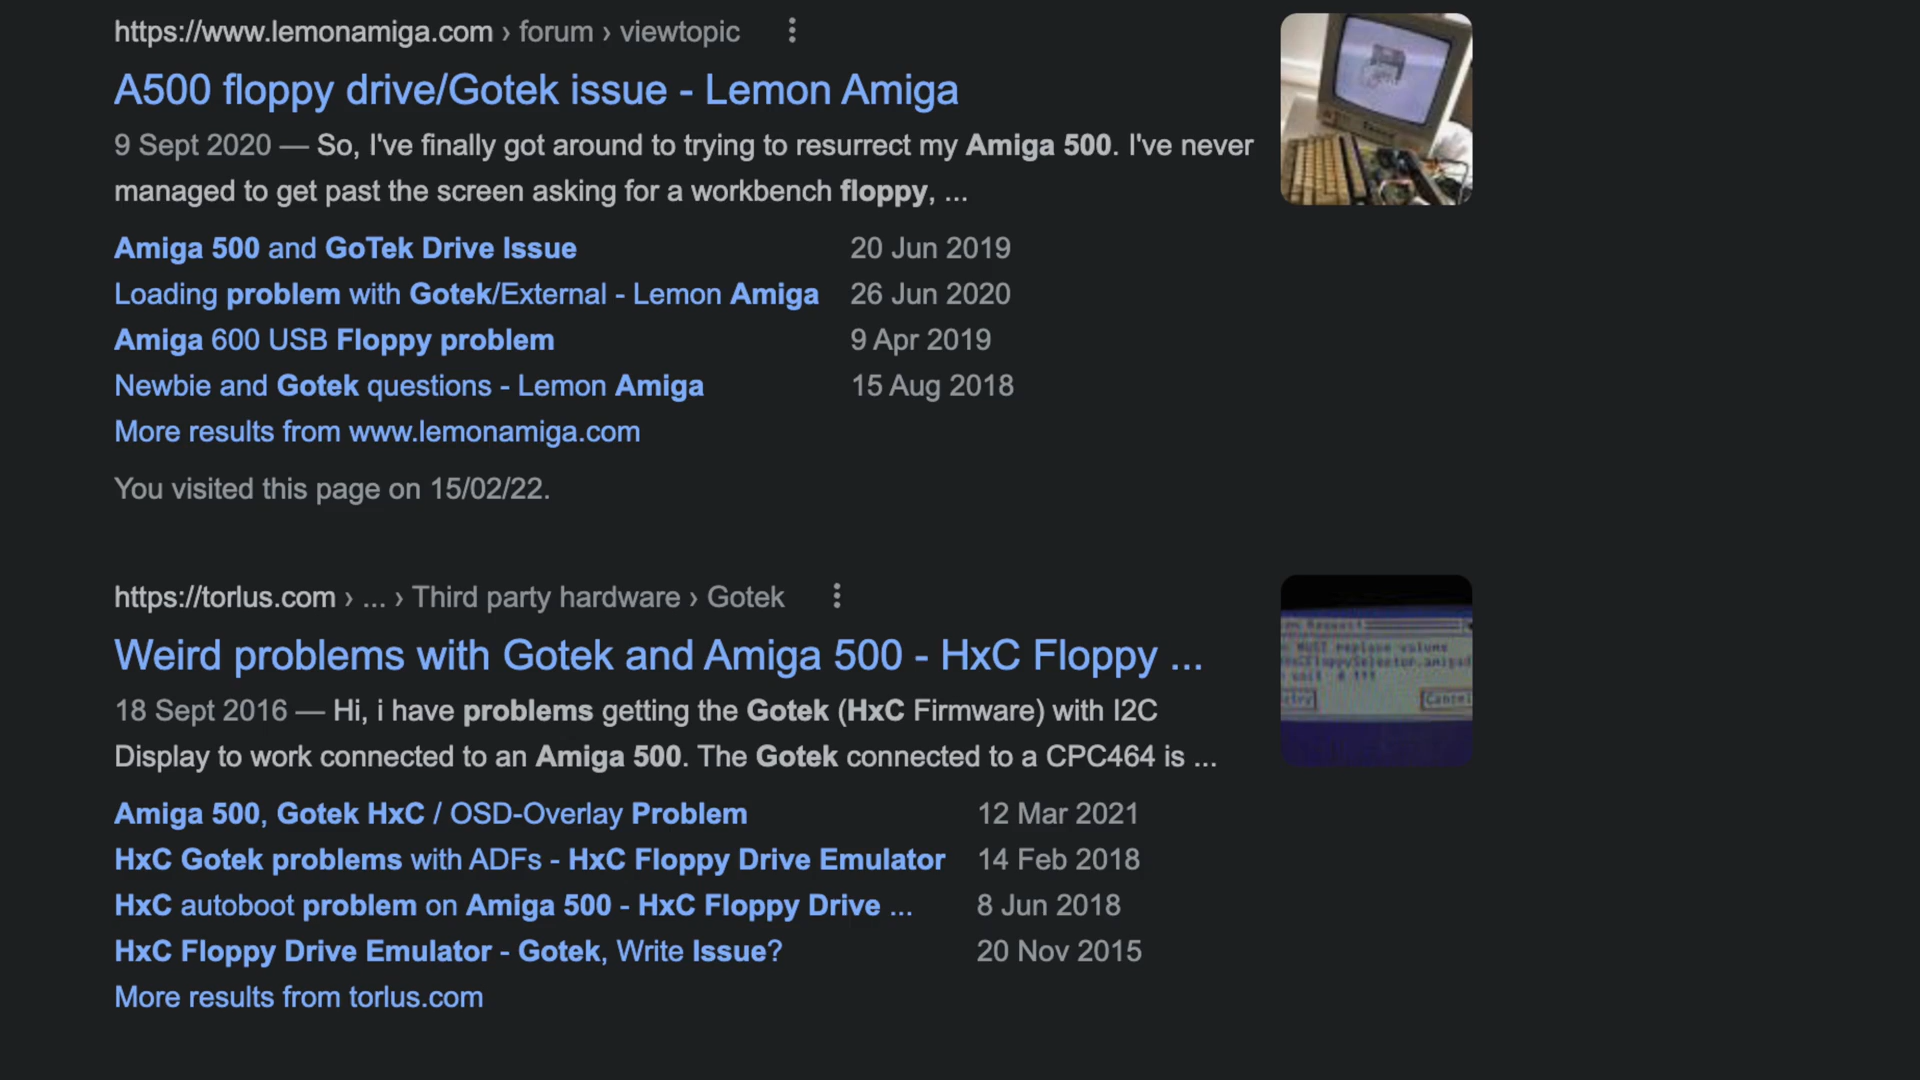 https://www.lemonamiga.com › forum › viewtopic
A500 floppy drive/Gotek issue - Lemon Amiga
9 Sept 2020 — So, I've finally got around to trying to resurrect my Amiga 500. I've never
managed to get past the screen asking for a workbench floppy, ...
Amiga 500 and GoTek Drive Issue 20 Jun 2019
Loading problem with Gotek/External - Lemon Amiga 26 Jun 2020
Amiga 600 USB Floppy problem 9 Apr 2019
Newbie and Gotek questions - Lemon Amiga 15 Aug 2018
More results from www.lemonamiga.com
You visited this page on 15/02/22.
https://torlus.com › ... › Third party hardware › Gotek
Weird problems with Gotek and Amiga 500 - HxC Floppy ...
18 Sept 2016 — Hi, i have problems getting the Gotek (HxC Firmware) with I2C
Display to work connected to an Amiga 500. The Gotek connected to a CPC464 is ...
MUST replace volume
Amiga 500, Gotek HxC / OSD-Overlay Problem 12 Mar 2021
HxC Gotek problems with ADFs - HxC Floppy Drive Emulator 14 Feb 2018
HxC autoboot problem on Amiga 500 - HxC Floppy Drive ... 8 Jun 2018
HxC Floppy Drive Emulator - Gotek, Write Issue? 20 Nov 2015
More results from torlus.com